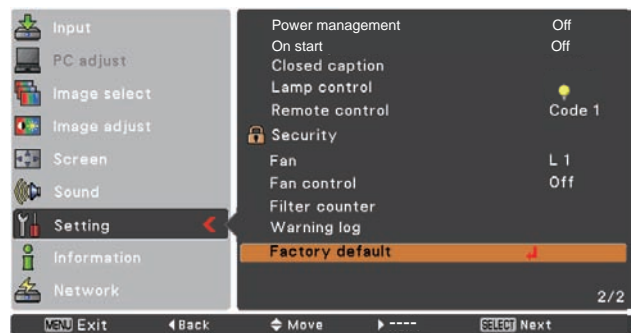 Input
PC adjust
Image select
Image adjust
Screen
Sound
Setting
Information
Network
Power management Off
On start Off
Closed caption
Lamp control
Remote control Code 1
Security
Fan L 1
Fan control Off
Filter counter
Warning log
Factory default
2/2
MENU Exit Back Move ---- SELECT Next